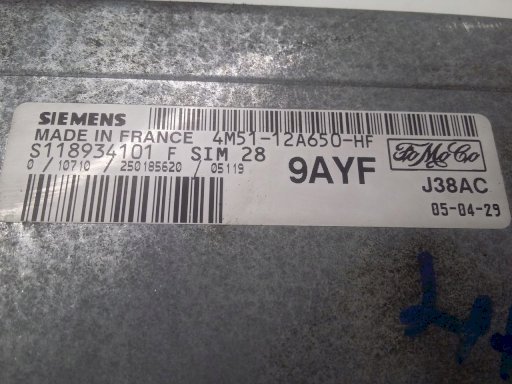 SIEMENS
MADE IN FRANCE 4M51-12A650-HF
S118934101 F SIM 28
0 / 10710 / 250185620 / 05119
9AYF
FoMoCo
J38AC
05-04-29